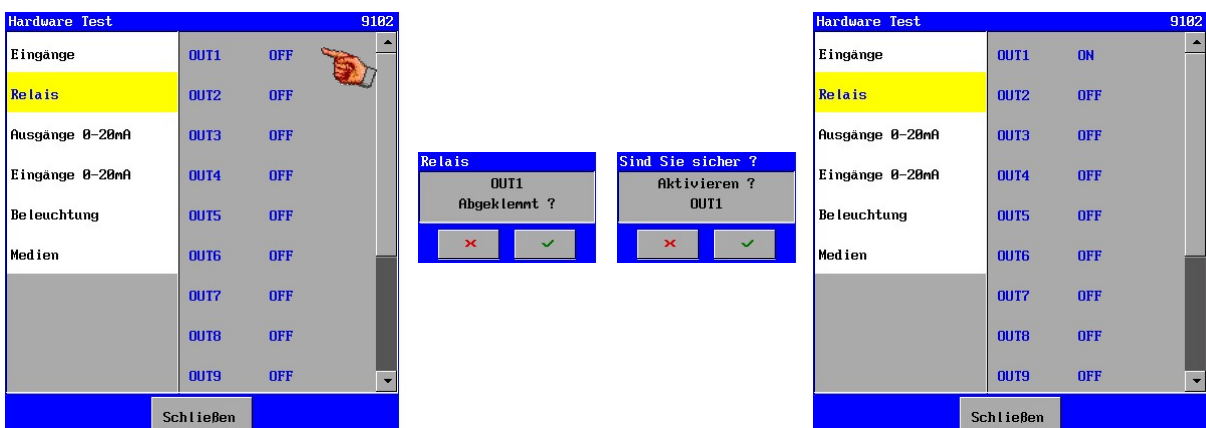 Hardware Test 9102
Eingänge
Relais
Ausgänge 0-20mA
Eingänge 0-20mA
Beleuchtung
Medien
OUT1 OFF
OUT2 OFF
OUT3 OFF
OUT4 OFF
OUT5 OFF
OUT6 OFF
OUT7 OFF
OUT8 OFF
OUT9 OFF
Schließen
Relais
OUT1
Abgeklemmt ?
Sind Sie sicher ?
Aktivieren ?
OUT1
Hardware Test 9102
Eingänge
Relais
Ausgänge 0-20mA
Eingänge 0-20mA
Beleuchtung
Medien
OUT1 ON
OUT2 OFF
OUT3 OFF
OUT4 OFF
OUT5 OFF
OUT6 OFF
OUT7 OFF
OUT8 OFF
OUT9 OFF
Schließen